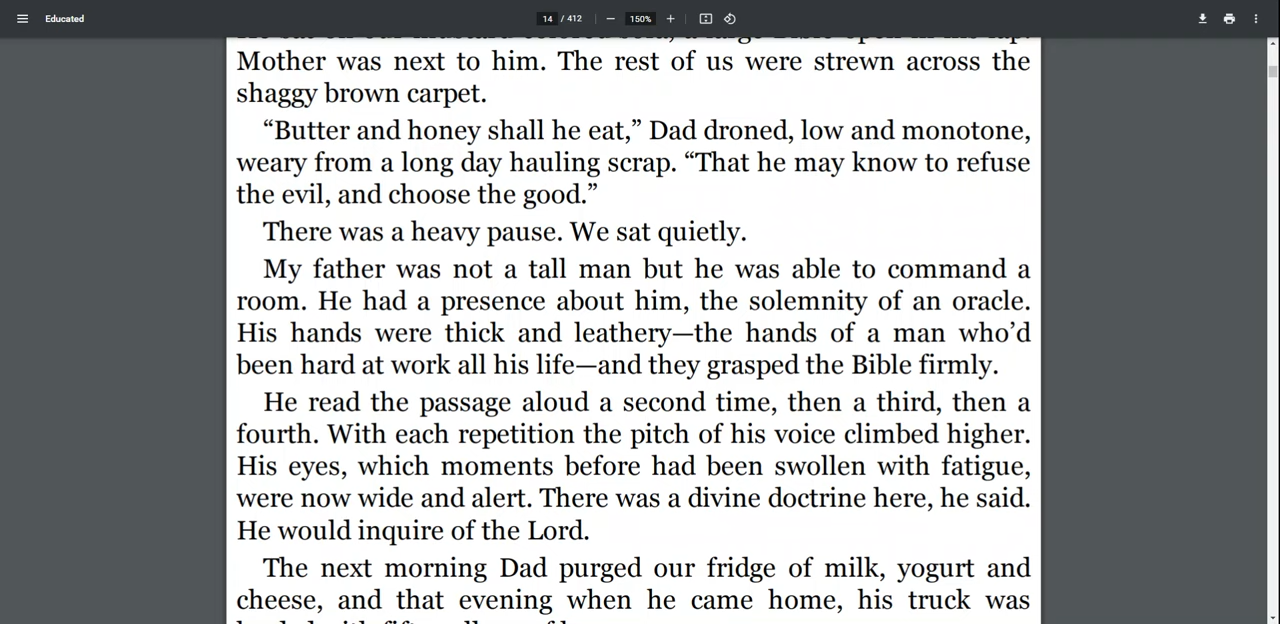 Educated
14 / 412
150%
Mother was next to him. The rest of us were strewn across the
shaggy brown carpet.
“Butter and honey shall he eat,” Dad droned, low and monotone,
weary from a long day hauling scrap. “That he may know to refuse
the evil, and choose the good.”
There was a heavy pause. We sat quietly.
My father was not a tall man but he was able to command a
room. He had a presence about him, the solemnity of an oracle.
His hands were thick and leathery—the hands of a man who’d
been hard at work all his life—and they grasped the Bible firmly.
He read the passage aloud a second time, then a third, then a
fourth. With each repetition the pitch of his voice climbed higher.
His eyes, which moments before had been swollen with fatigue,
were now wide and alert. There was a divine doctrine here, he said.
He would inquire of the Lord.
The next morning Dad purged our fridge of milk, yogurt and
cheese, and that evening when he came home, his truck was